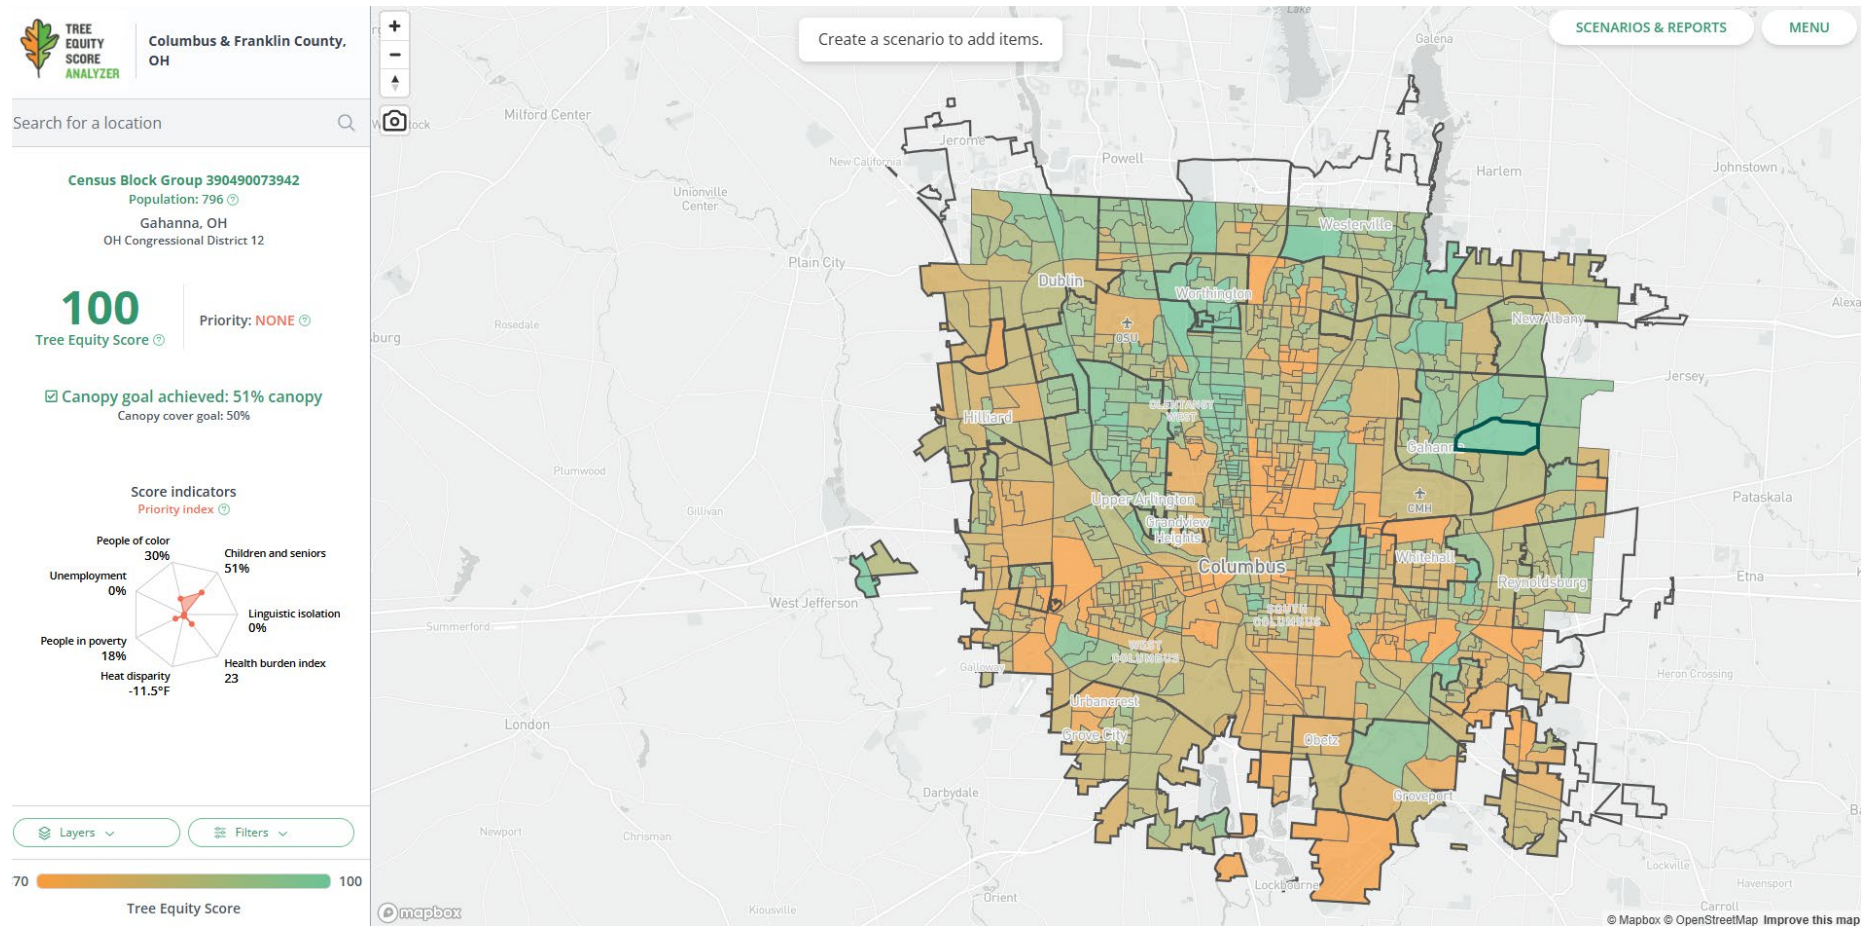 TREE
EQUITY
SCORE
ANALYZER
Columbus & Franklin County,
OH
Search for a location
Census Block Group 390490073942
Population: 796
Gahanna, OH
OH Congressional District 12
100
Tree Equity Score
Priority: NONE
Canopy goal achieved: 51% canopy
Canopy cover goal: 50%
Score indicators
Priority index
People of color
30%
Children and seniors
51%
Unemployment
0%
Linguistic isolation
0%
People in poverty
18%
Health burden index
23
Heat disparity
-11.5°F
Layers
Filters
70
100
Tree Equity Score
Create a scenario to add items.
SCENARIOS & REPORTS
MENU
Lake
Galena
Milford Center
Jerome
New California
Powell
Harlem
Johnstown
Unionville
Center
Westerville
Plain City
Dublin
Worthington
New Albany
Alexa
Rosedale
burg
OSU
Jersey
Hilliard
OLENTANGY
WEST
Gahann
Plumwood
Upper Arlington
Pataskala
Gillivan
CMH
Grandview
Heights
Columbus
Whitehall
Reynoldsburg
Etna
West Jefferson
SOUTH
COLUMBUS
Summerford
WEST
COLUMBUS
Galloway
Heron Crossing
Urbancrest
London
Grove City
Obetz
Darbydale
Groveport
Newport
Chrisman
Lockville
Lockbourne
Havensport
Orient
Kiousville
Carroll
mapbox
© Mapbox © OpenStreetMap Improve this map